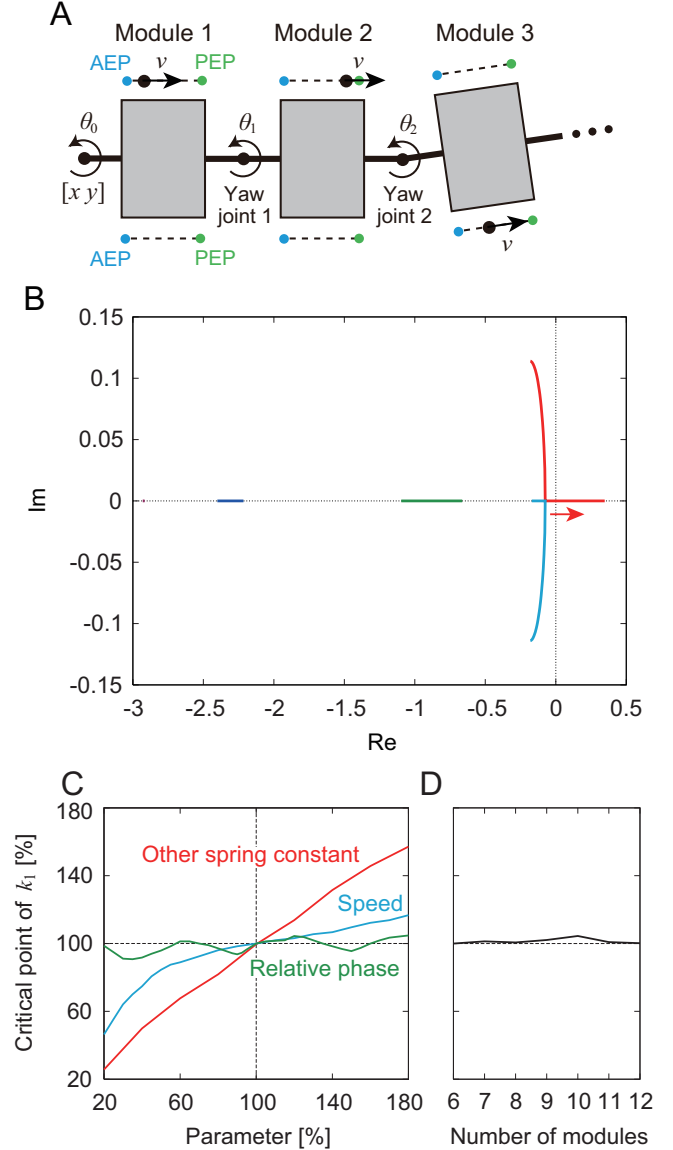 A
Module 1 Module 2 Module 3
AEP v PEP v
θ0 θ1 θ2
[x y] Yaw joint 1 Yaw joint 2
AEP PEP v
B
0.15
0.1
0.05
0
-0.05
-0.1
-0.15
Im
-3 -2.5 -2 -1.5 -1 -0.5 0 0.5
Re
C D
180
140
100
60
20
Critical point of k1 [%]
Other spring constant
Speed
Relative phase
20 60 100 140 180
Parameter [%]
6 7 8 9 10 11 12
Number of modules